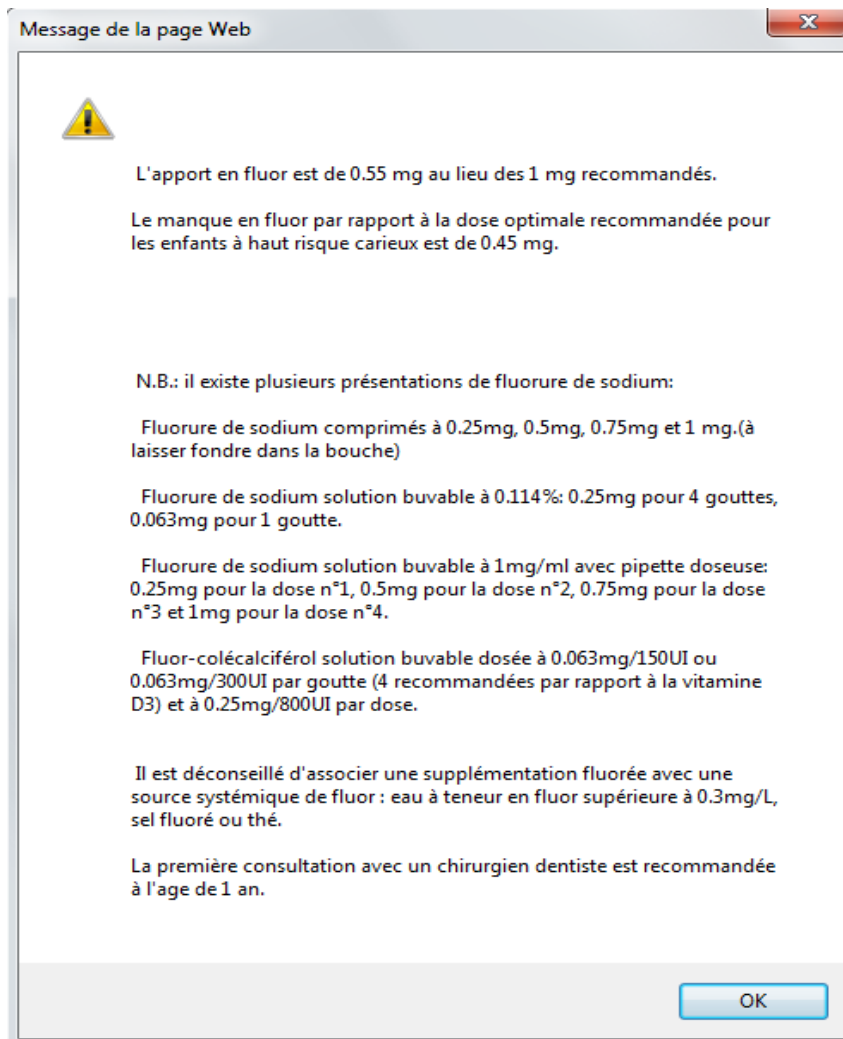 Message de la page Web
L'apport en fluor est de 0.55 mg au lieu des 1 mg recommandés.
Le manque en fluor par rapport à la dose optimale recommandée pour
les enfants à haut risque carieux est de 0.45 mg.
N.B.: il existe plusieurs présentations de fluorure de sodium:
Fluorure de sodium comprimés à 0.25mg, 0.5mg, 0.75mg et 1 mg.(à
laisser fondre dans la bouche)
Fluorure de sodium solution buvable à 0.114%: 0.25mg pour 4 gouttes,
0.063mg pour 1 goutte.
Fluorure de sodium solution buvable à 1mg/ml avec pipette doseuse:
0.25mg pour la dose n°1, 0.5mg pour la dose n°2, 0.75mg pour la dose
n°3 et 1mg pour la dose n°4.
Fluor-colécalciférol solution buvable dosée à 0.063mg/150UI ou
0.063mg/300UI par goutte (4 recommandées par rapport à la vitamine
D3) et à 0.25mg/800UI par dose.
Il est déconseillé d'associer une supplémentation fluorée avec une
source systémique de fluor : eau à teneur en fluor supérieure à 0.3mg/L,
sel fluoré ou thé.
La première consultation avec un chirurgien dentiste est recommandée
à l'age de 1 an.
OK